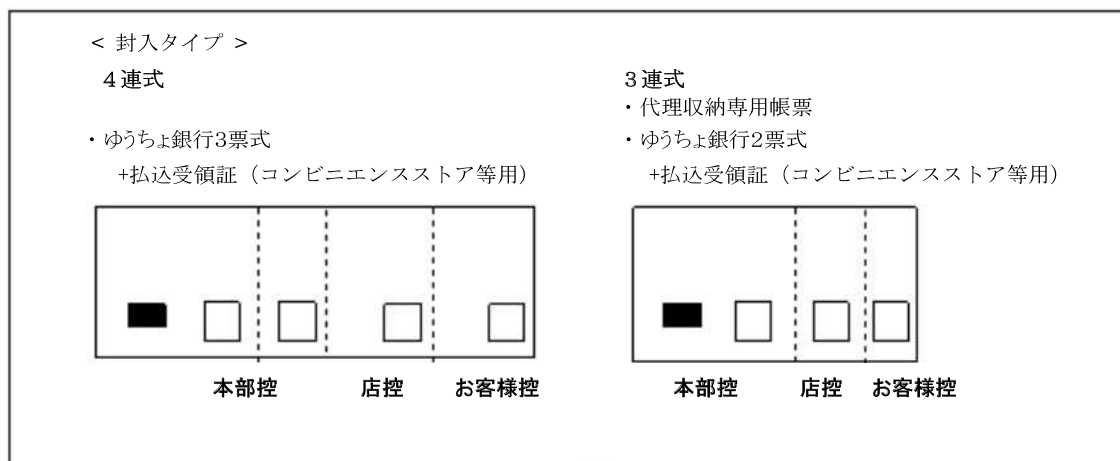 < 封入タイプ >
４連式
・ゆうちょ銀行3票式
+払込受領証（コンビニエンスストア等用）
本部控 店控 お客様控
３連式
・代理収納専用帳票
・ゆうちょ銀行2票式
+払込受領証（コンビニエンスストア等用）
本部控 店控 お客様控